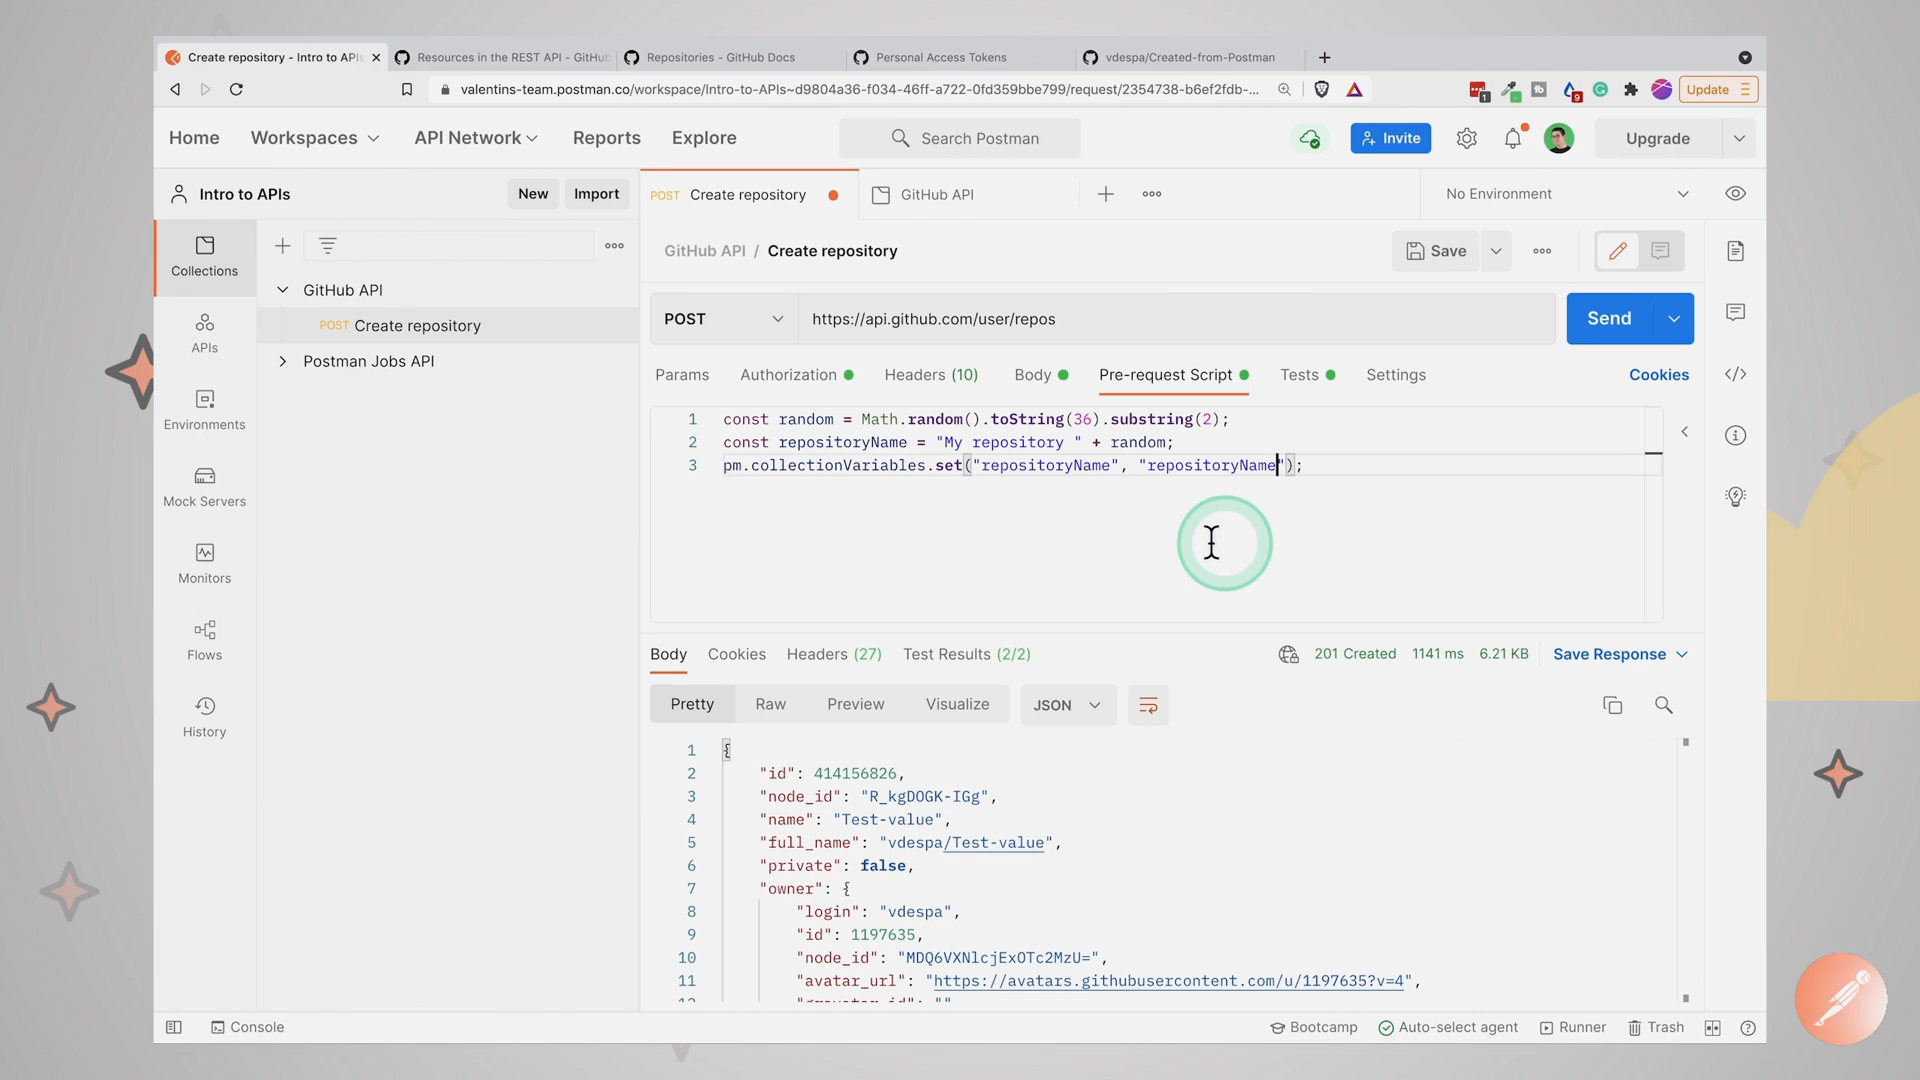 Create repository - Intro to APIs
Resources in the REST API - GitHub
Repositories - GitHub Docs
Personal Access Tokens
vdespa/Created-from-Postman
valentins-team.postman.co/workspace/Intro-to-APIs~d9804a36-f034-46ff-a722-0fd359bbe799/request/2354738-b6ef2fdb-...
1
9
Update
Home
Workspaces
API Network
Reports
Explore
Search Postman
Invite
Upgrade
Intro to APIs
New
Import
POST Create repository
GitHub API
No Environment
Collections
APIs
Environments
Mock Servers
Monitors
Flows
History
GitHub API
POST Create repository
Postman Jobs API
GitHub API / Create repository
Save
POST
https://api.github.com/user/repos
Send
Params
Authorization
Headers (10)
Body
Pre-request Script
Tests
Settings
Cookies
1 const random = Math.random().toString(36).substring(2);
2 const repositoryName = "My repository " + random;
3 pm.collectionVariables.set("repositoryName", "repositoryName");
Body
Cookies
Headers (27)
Test Results (2/2)
201 Created
1141 ms
6.21 KB
Save Response
Pretty
Raw
Preview
Visualize
JSON
1 {
2 "id": 414156826,
3 "node_id": "R_kgDOGK-IGg",
4 "name": "Test-value",
5 "full_name": "vdespa/Test-value",
6 "private": false,
7 "owner": {
8 "login": "vdespa",
9 "id": 1197635,
10 "node_id": "MDQ6VXNlcjExOTc2MzU=",
11 "avatar_url": "https://avatars.githubusercontent.com/u/1197635?v=4",
Console
Bootcamp
Auto-select agent
Runner
Trash